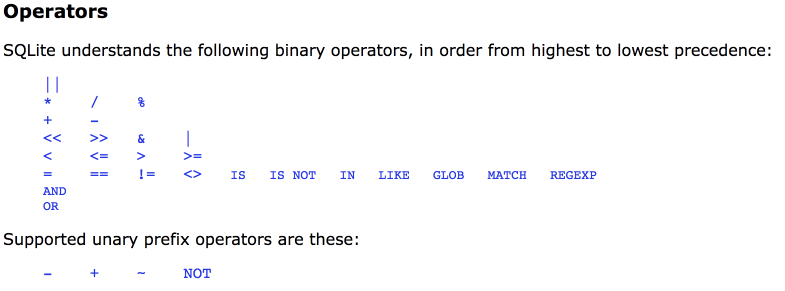 Operators
SQLite understands the following binary operators, in order from highest to lowest precedence:
||
* / %
+ -
<< >> & |
< <= > >=
= == != <> IS IS NOT IN LIKE GLOB MATCH REGEXP
AND
OR
Supported unary prefix operators are these:
- + ~ NOT